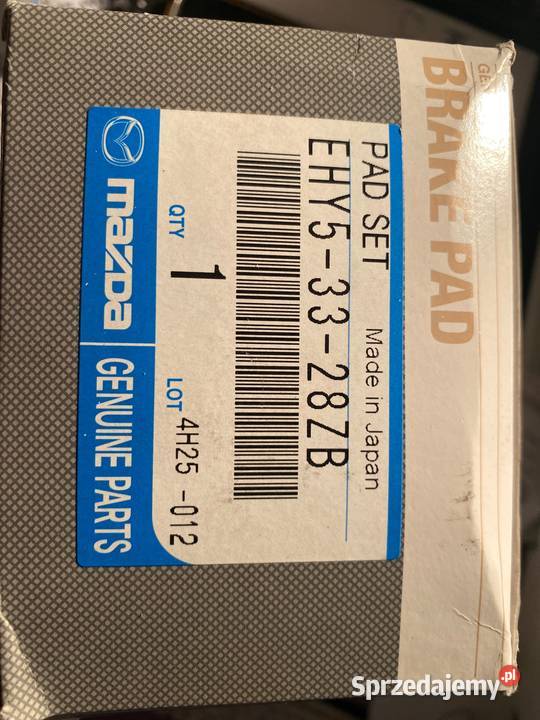 BRAKE PAD
PAD SET
Made in Japan
EHY5-33-28ZB
QTY
1
LOT
4H25-012
mazda
GENUINE PARTS
Sprzedajemy.pl